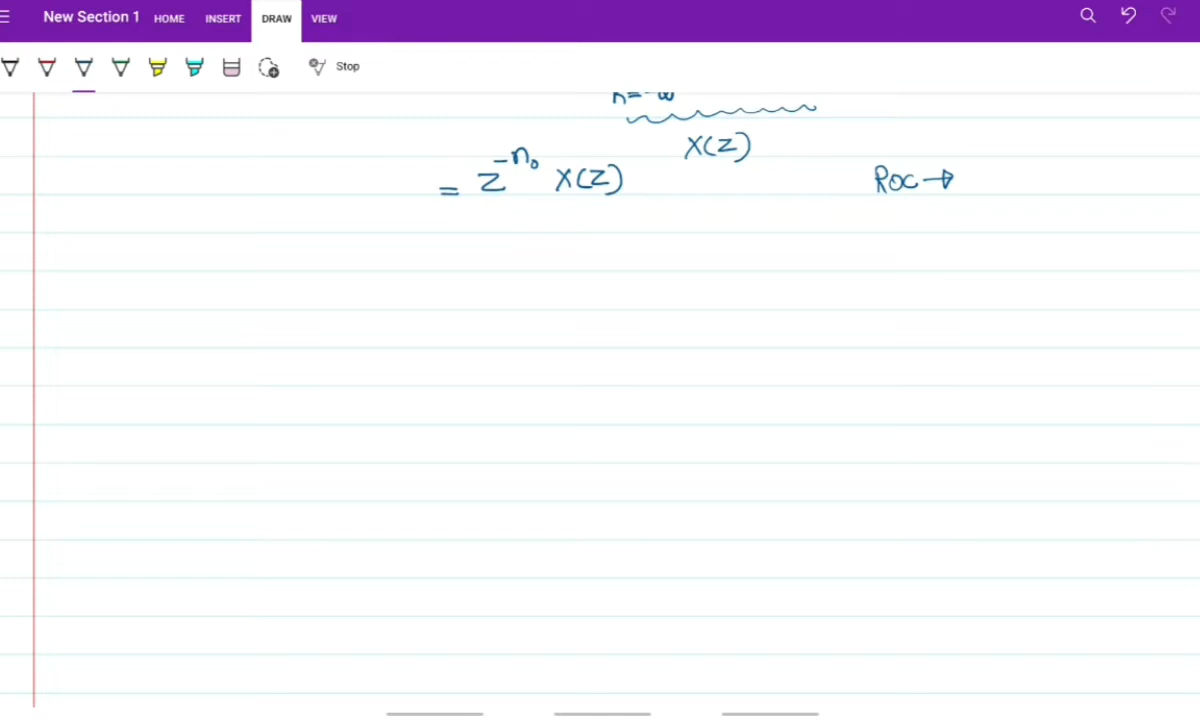 New Section 1 HOME INSERT DRAW VIEW
Stop
X(Z)
= Z^{-n₀} X(Z) ROC →